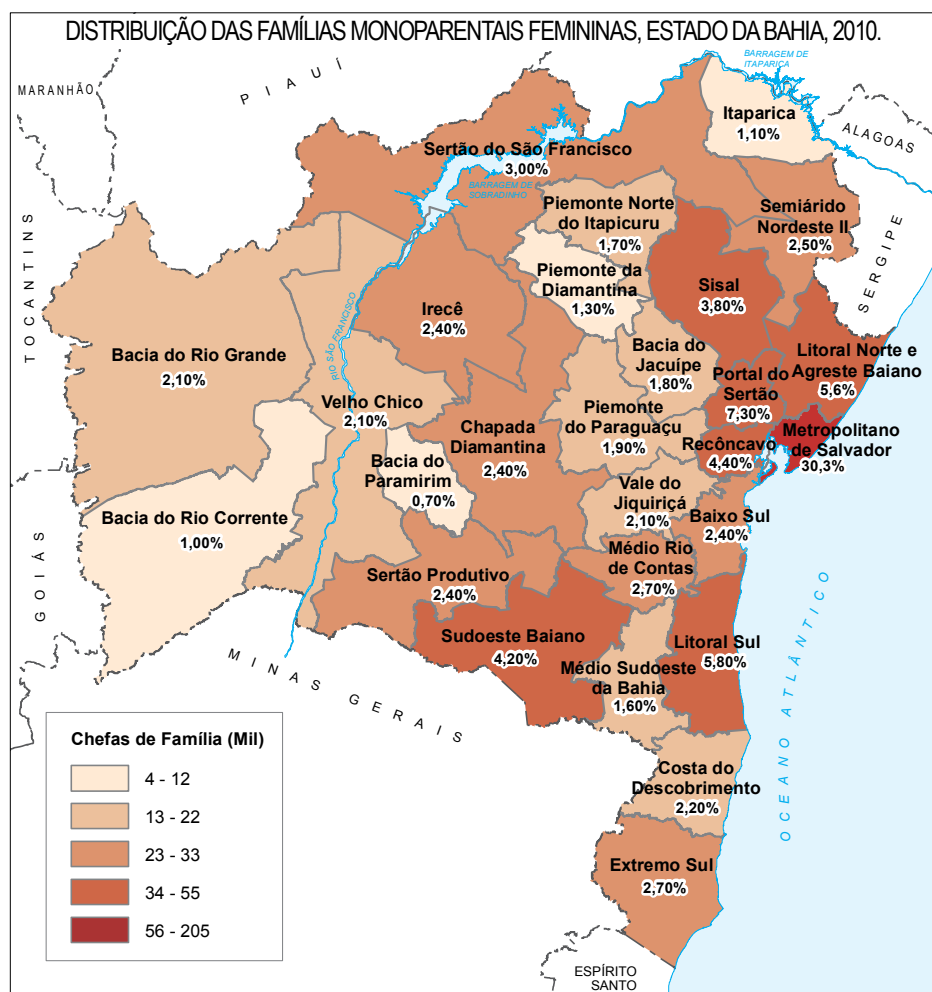 DISTRIBUIÇÃO DAS FAMÍLIAS MONOPARENTAIS FEMININAS, ESTADO DA BAHIA, 2010.
MARANHÃO
PIAUÍ
BARRAGEM DE
ITAPARICA
Itaparica
1,10%
ALAGOAS
Sertão do São Francisco
3,00%
BARRAGEM DE
SOBRADINHO
Piemonte Norte
do Itapicuru
1,70%
Semiárido
Nordeste II
2,50%
SERGIPE
TOCANTINS
Piemonte da
Diamantina
1,30%
Sisal
3,80%
Irecê
2,40%
RIO SÃO FRANCISCO
Bacia do Rio Grande
2,10%
Bacia do
Jacuípe
1,80%
Litoral Norte e
Agreste Baiano
5,6%
Portal do
Sertão
7,30%
Velho Chico
2,10%
Chapada
Diamantina
2,40%
Piemonte
do Paraguaçu
1,90%
Metropolitano
de Salvador
30,3%
Recôncavo
4,40%
Bacia do
Paramirim
0,70%
Vale do
Jiquiriçá
2,10%
Bacia do Rio Corrente
1,00%
Baixo Sul
2,40%
GOIÁS
Médio Rio
de Contas
2,70%
Sertão Produtivo
2,40%
Sudoeste Baiano
4,20%
Litoral Sul
5,80%
OCEANO ATLÂNTICO
Médio Sudoeste
da Bahia
1,60%
MINAS GERAIS
Costa do
Descobrimento
2,20%
Extremo Sul
2,70%
ESPÍRITO
SANTO
Chefas de Família (Mil)
4 - 12
13 - 22
23 - 33
34 - 55
56 - 205